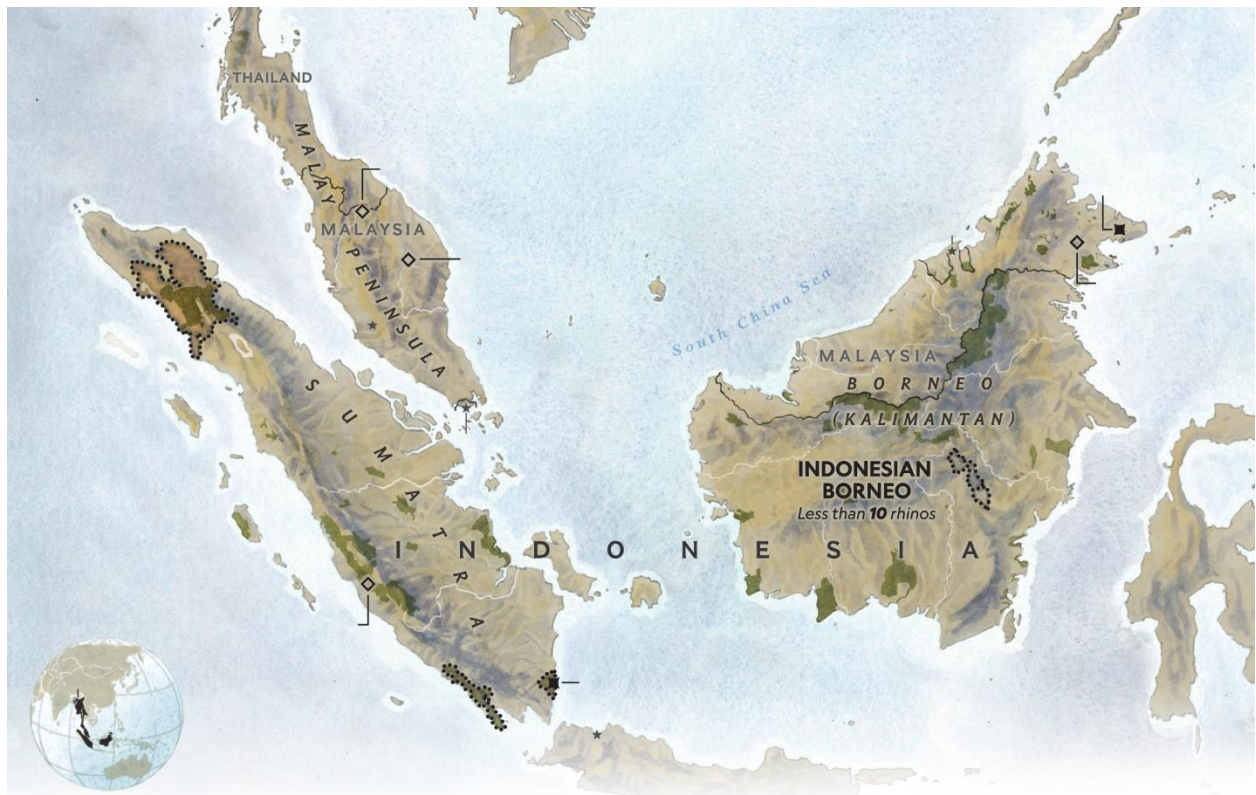 THAILAND
MALAY
PENINSULA
MALAYSIA
South China Sea
SUMATRA
MALAYSIA
BORNEO
(KALIMANTAN)
INDONESIAN
BORNEO
Less than 10 rhinos
INDONESIA